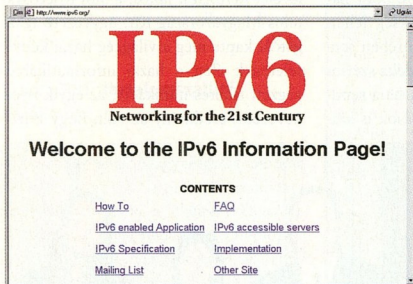 http://www.ipv6.org/
IPv6
Networking for the 21st Century
Welcome to the IPv6 Information Page!
CONTENTS
How To FAQ
IPv6 enabled Application IPv6 accessible servers
IPv6 Specification Implementation
Mailing List Other Site